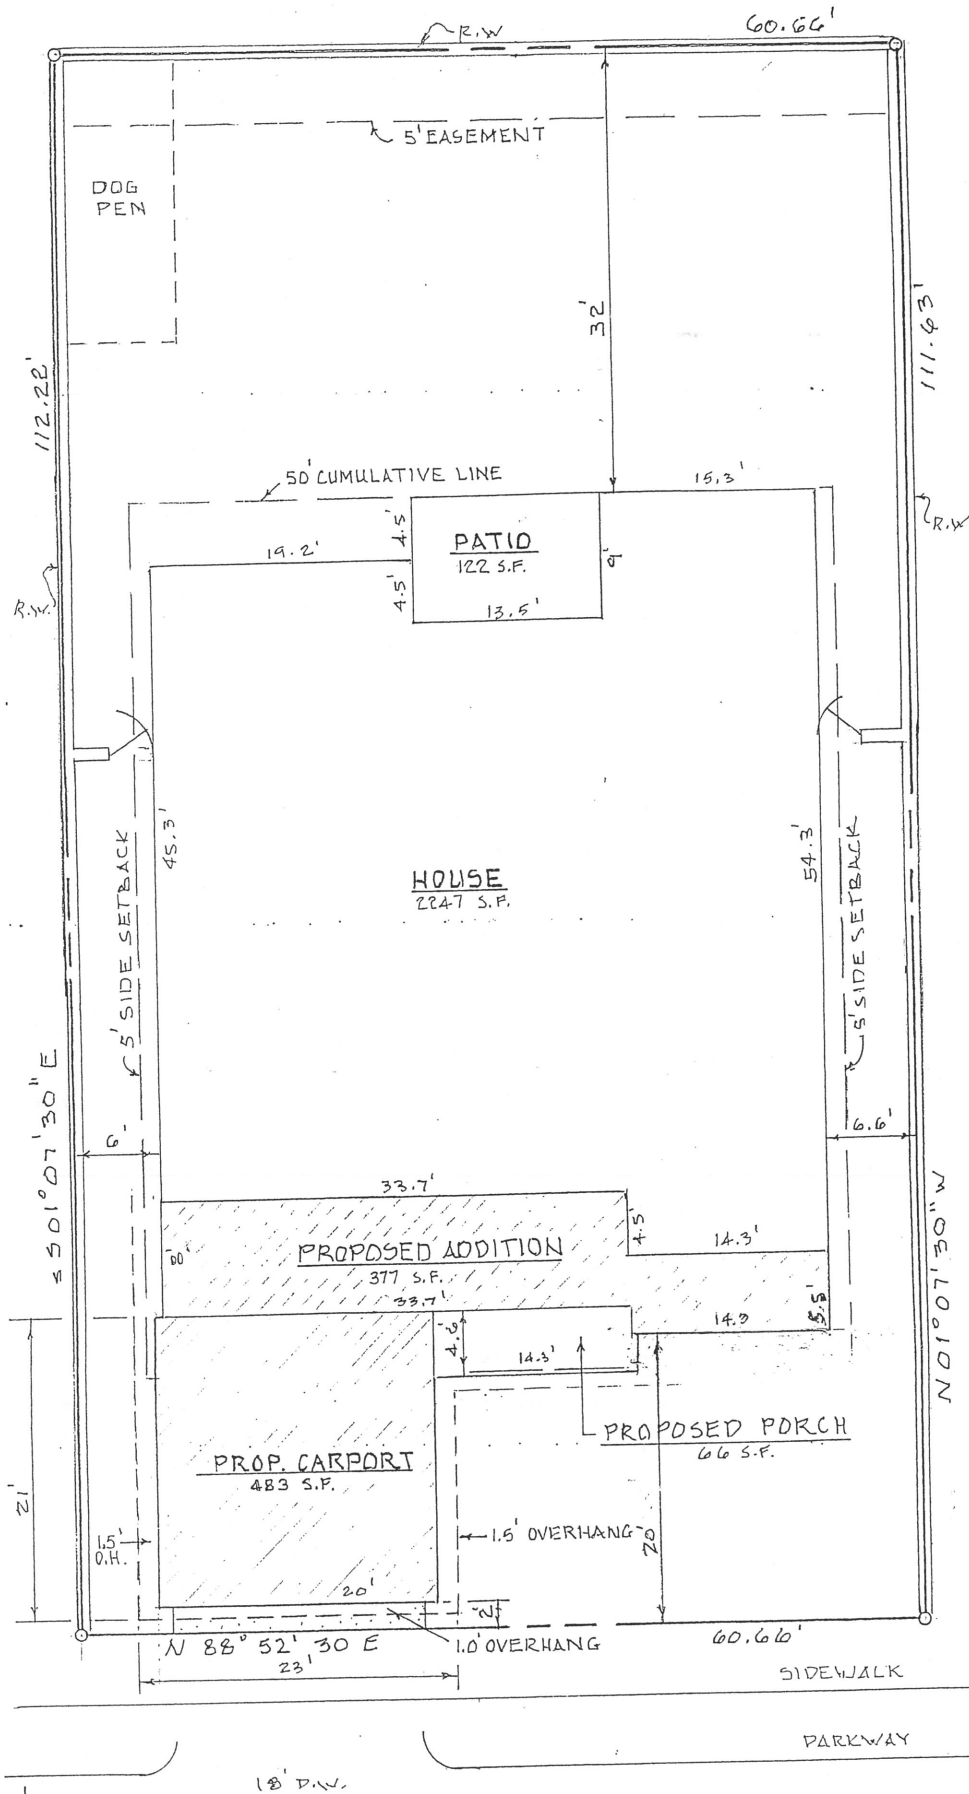 R.W
60.66'
5' EASEMENT
DOG
PEN
32'
112.22'
111.63'
50' CUMULATIVE LINE
15.3'
R.W
4.5'
PATIO
122 S.F.
9'
19.2'
4.5'
13.5'
R.W.
45.3'
54.3'
HOUSE
2247 S.F.
5' SIDE SETBACK
5' SIDE SETBACK
S 01° 07' 30" E
6'
6.6'
33.7'
4.5'
14.3'
PROPOSED ADDITION
377 S.F.
8'
33.7'
5.5'
14.3
N 01° 07' 30" W
4.6'
14.3'
PROPOSED PORCH
66 S.F.
PROP. CARPORT
483 S.F.
21'
1.5'
O.H.
1.5' OVERHANG
20'
20'
2'
N 88° 52' 30 E
1.0' OVERHANG
60.66'
23'
SIDEWALK
PARKWAY
18' D.W.